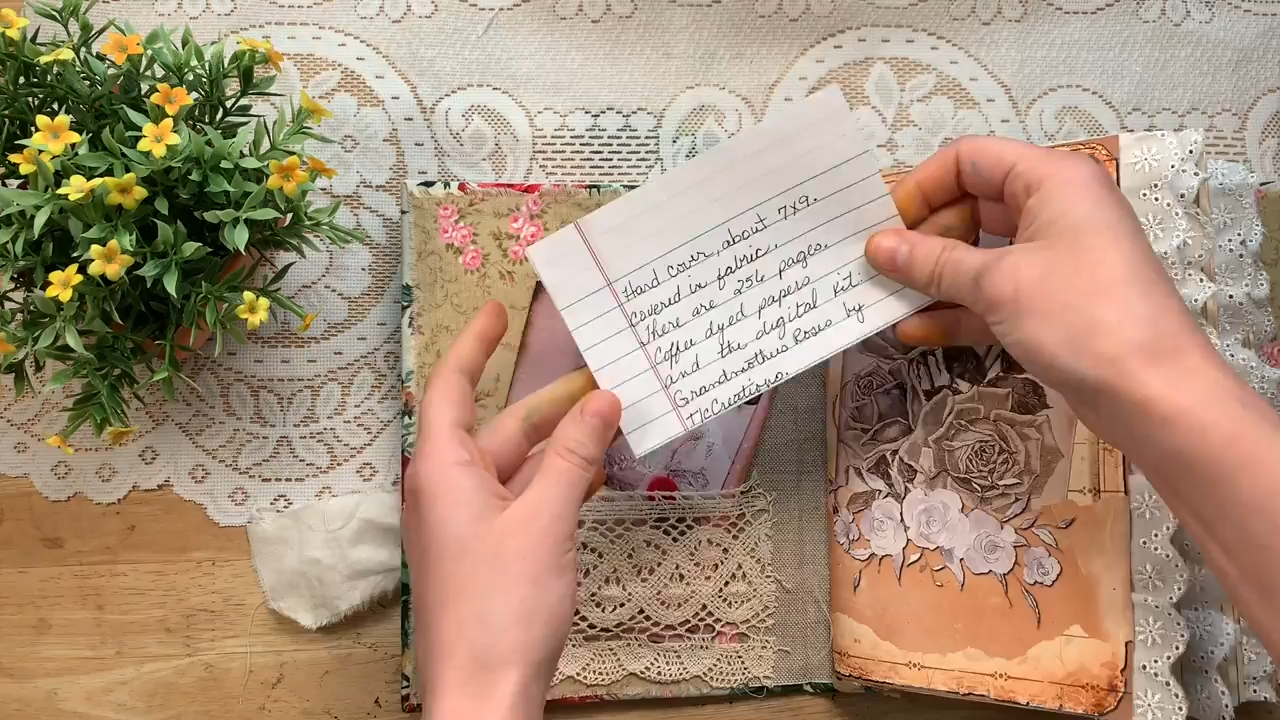 Hard cover, about 7x9.
covered in fabric.
There are 256 pages.
Coffee dyed papers.
and the digital kit.
Grandmothers Roses by
TLCCreations.